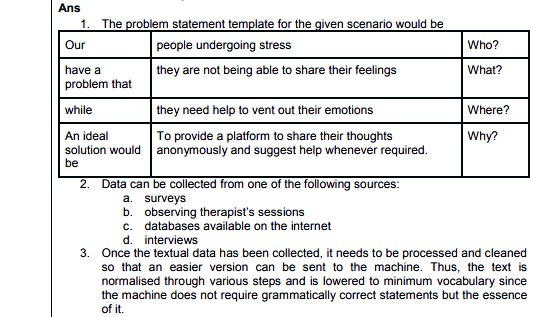 Ans
1. The problem statement template for the given scenario would be
Our people undergoing stress Who?
have a they are not being able to share their feelings What?
problem that
while they need help to vent out their emotions Where?
An ideal To provide a platform to share their thoughts Why?
solution would anonymously and suggest help whenever required.
be
2. Data can be collected from one of the following sources:
a. surveys
b. observing therapist's sessions
c. databases available on the internet
d. interviews
3. Once the textual data has been collected, it needs to be processed and cleaned
so that an easier version can be sent to the machine. Thus, the text is
normalised through various steps and is lowered to minimum vocabulary since
the machine does not require grammatically correct statements but the essence
of it.